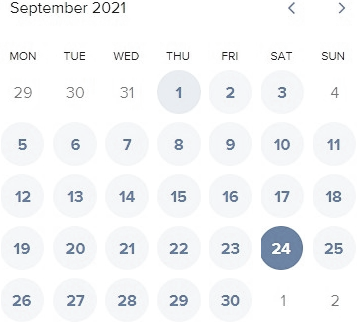 September 2021
MON TUE WED THU FRI SAT SUN
29 30 31 1 2 3 4
5 6 7 8 9 10 11
12 13 14 15 16 17 18
19 20 21 22 23 24 25
26 27 28 29 30 1 2